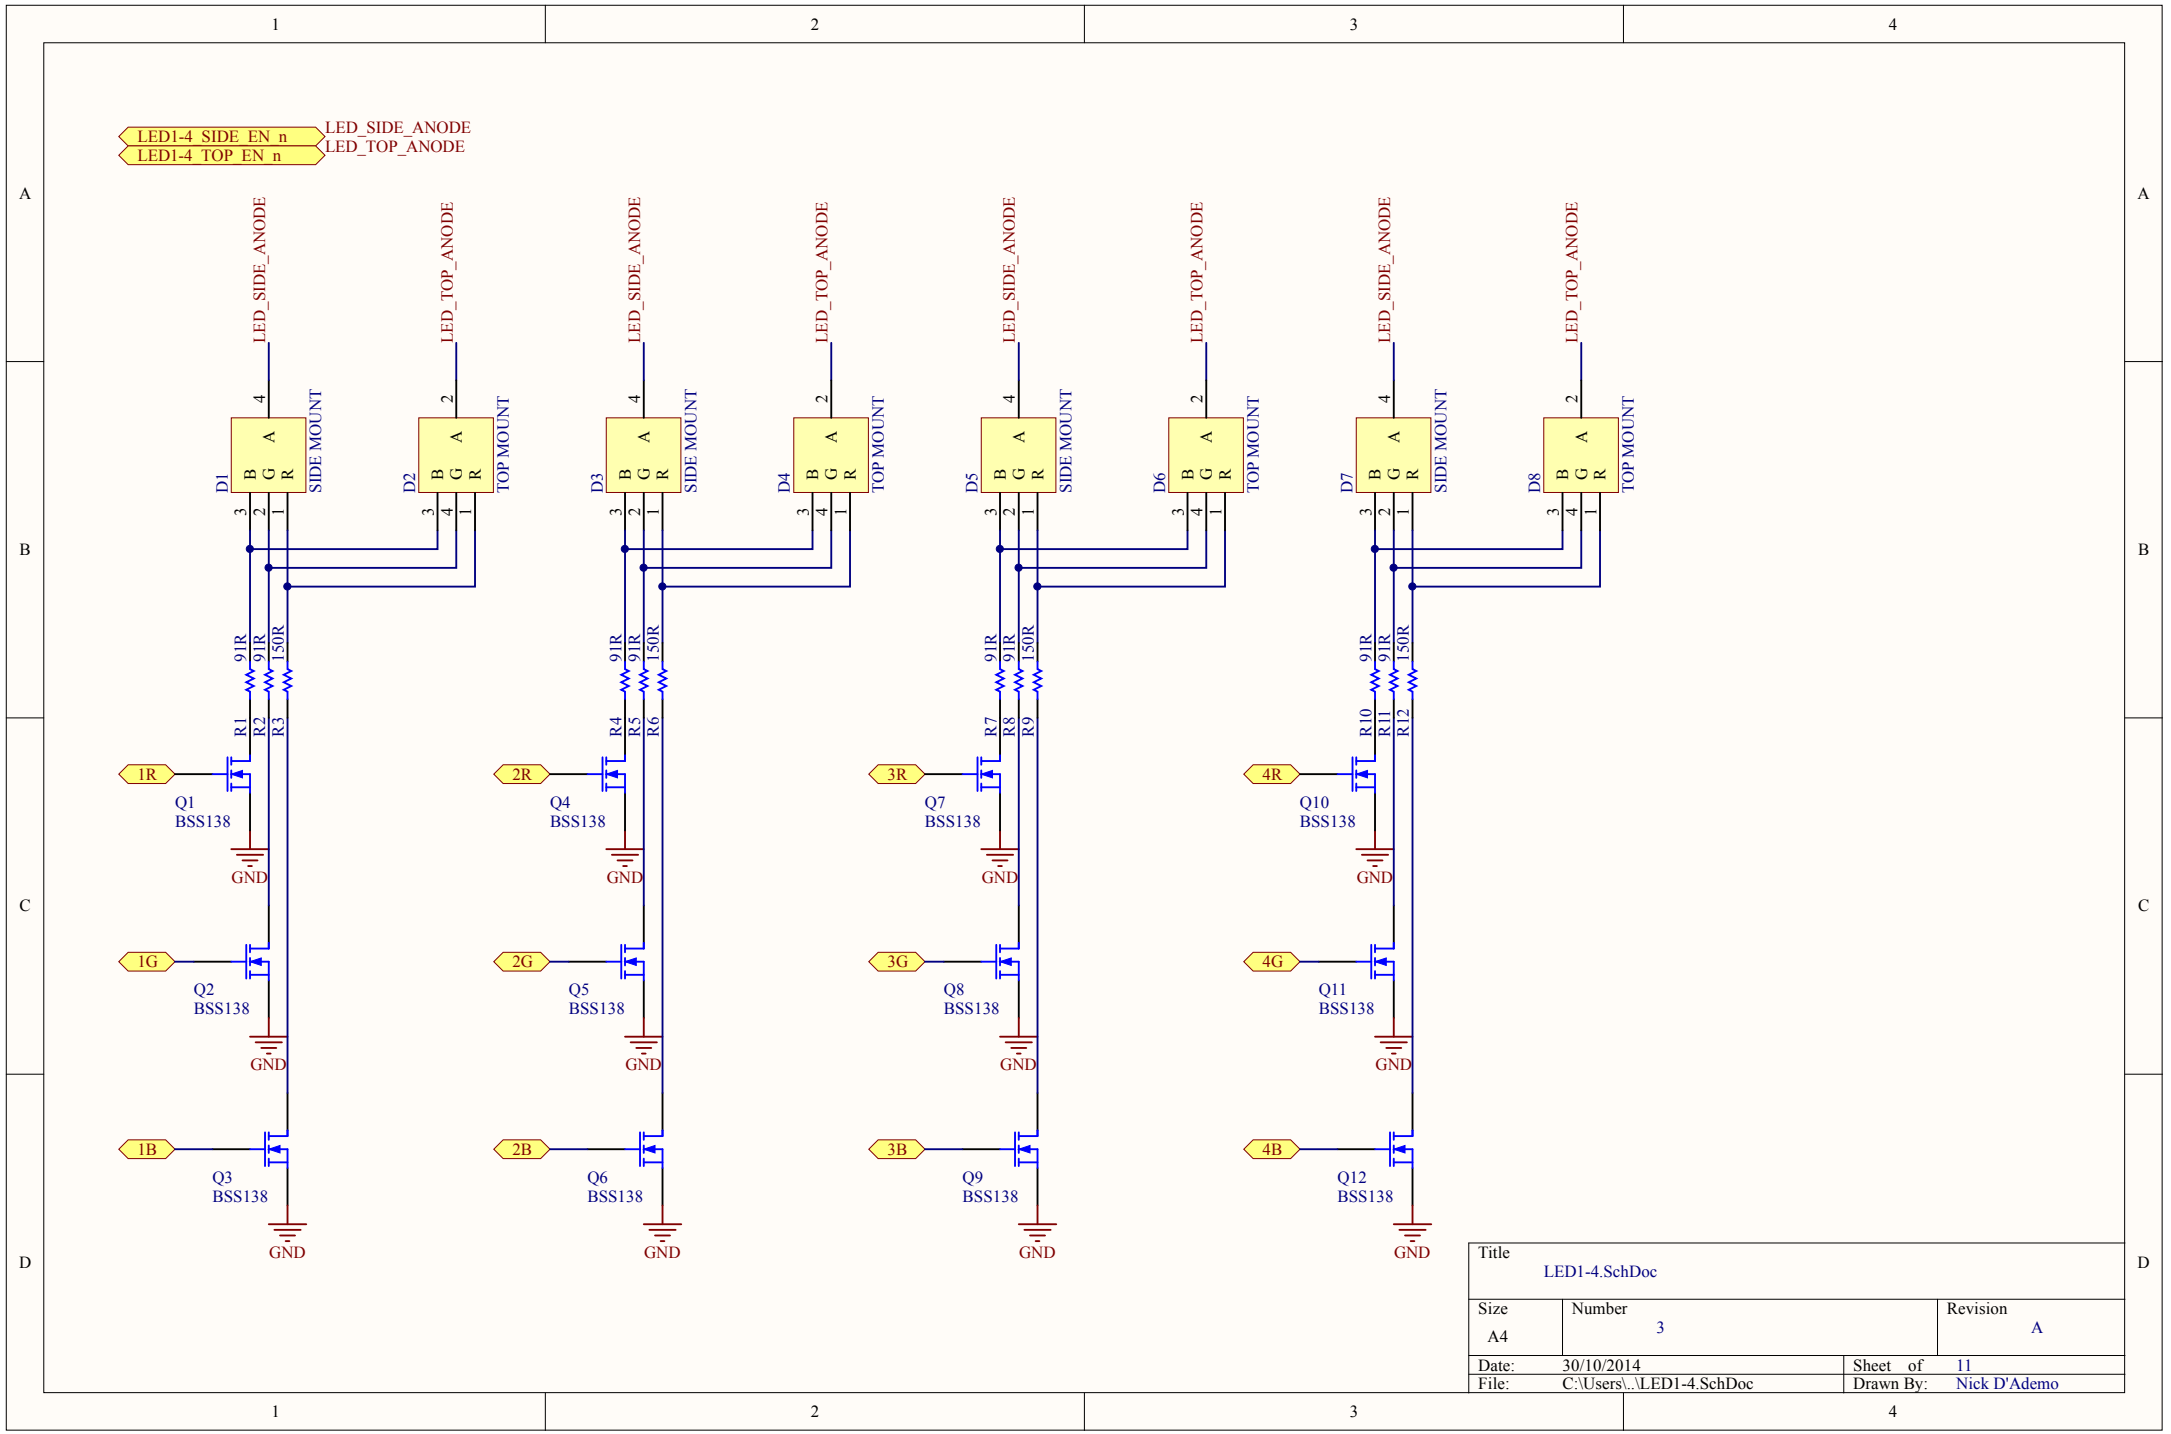 1 2 3 4
A A
B B
C C
D D
LED1-4_SIDE_EN_n LED_SIDE_ANODE
LED1-4_TOP_EN_n LED_TOP_ANODE
LED_SIDE_ANODE LED_TOP_ANODE LED_SIDE_ANODE LED_TOP_ANODE LED_SIDE_ANODE LED_TOP_ANODE LED_SIDE_ANODE LED_TOP_ANODE
4 2 4 2 4 2 4 2
A A A A A A A A
B G R B G R B G R B G R B G R B G R B G R B G R
D1 SIDE MOUNT D2 TOP MOUNT D3 SIDE MOUNT D4 TOP MOUNT D5 SIDE MOUNT D6 TOP MOUNT D7 SIDE MOUNT D8 TOP MOUNT
3 2 1 3 4 1 3 2 1 3 4 1 3 2 1 3 4 1 3 2 1 3 4 1
91R 91R 150R 91R 91R 150R 91R 91R 150R 91R 91R 150R
R1 R2 R3 R4 R5 R6 R7 R8 R9 R10 R11 R12
1R 2R 3R 4R
Q1 Q4 Q7 Q10
BSS138 BSS138 BSS138 BSS138
GND GND GND GND
1G 2G 3G 4G
Q2 Q5 Q8 Q11
BSS138 BSS138 BSS138 BSS138
GND GND GND GND
1B 2B 3B 4B
Q3 Q6 Q9 Q12
BSS138 BSS138 BSS138 BSS138
GND GND GND GND
Title
LED1-4.SchDoc
Size Number Revision
A4 3 A
Date: 30/10/2014 Sheet of 11
File: C:\Users\..\LED1-4.SchDoc Drawn By: Nick D'Ademo
1 2 3 4